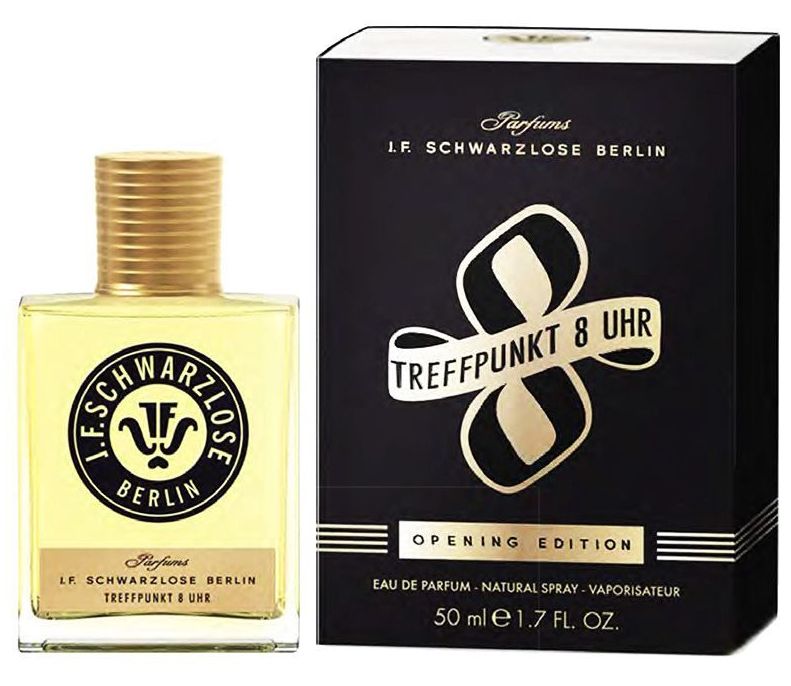 Parfums
J.F. SCHWARZLOSE BERLIN
TREFFPUNKT 8 UHR
OPENING EDITION
EAU DE PARFUM - NATURAL SPRAY - VAPORISATEUR
50 ml e 1.7 FL. OZ.
J.F. SCHWARZLOSE
JFS
BERLIN
Parfums
J.F. SCHWARZLOSE BERLIN
TREFFPUNKT 8 UHR